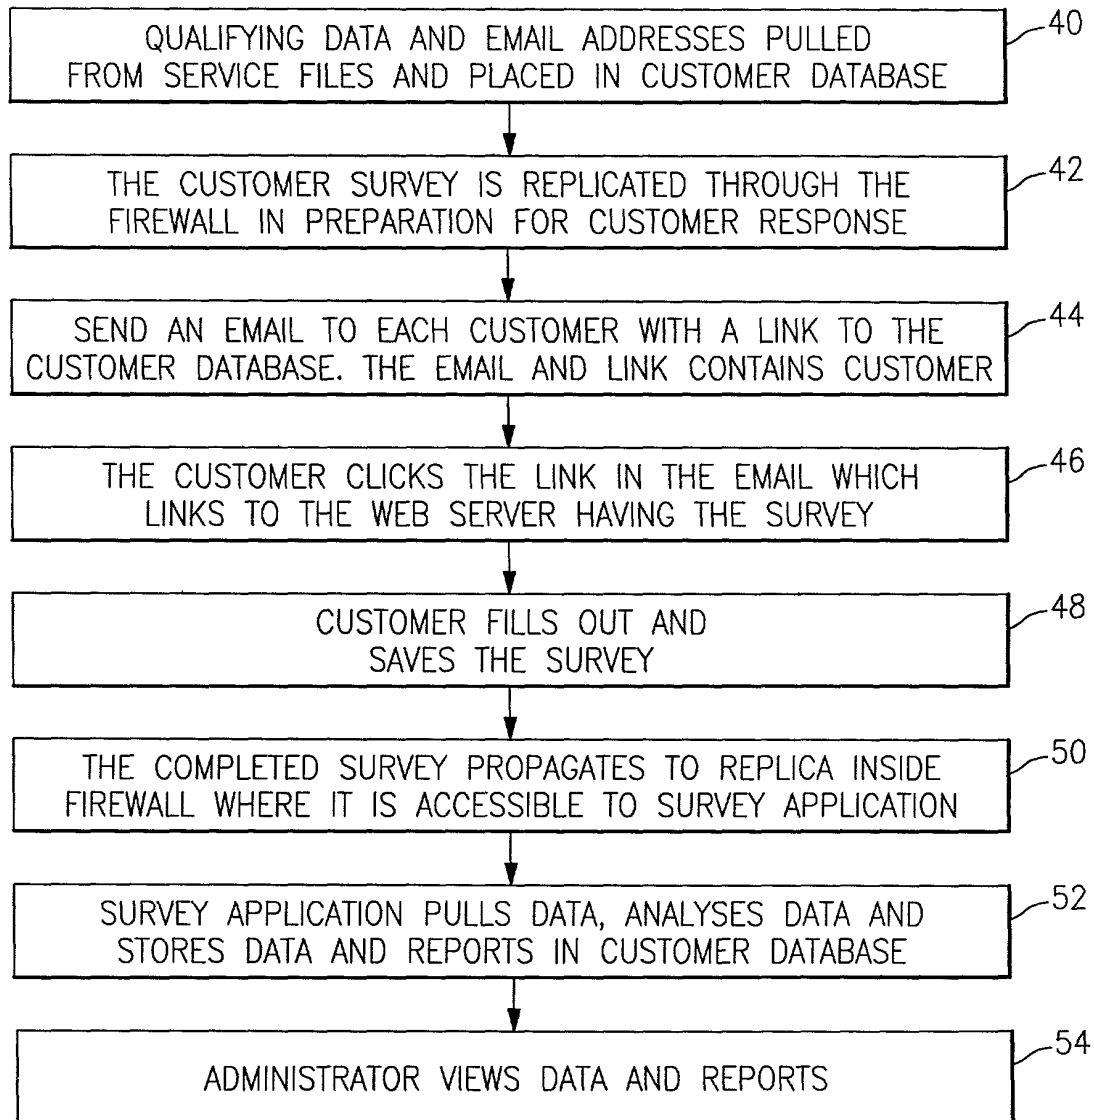 QUALIFYING DATA AND EMAIL ADDRESSES PULLED
FROM SERVICE FILES AND PLACED IN CUSTOMER DATABASE
40
THE CUSTOMER SURVEY IS REPLICATED THROUGH THE
FIREWALL IN PREPARATION FOR CUSTOMER RESPONSE
42
SEND AN EMAIL TO EACH CUSTOMER WITH A LINK TO THE
CUSTOMER DATABASE. THE EMAIL AND LINK CONTAINS CUSTOMER
44
THE CUSTOMER CLICKS THE LINK IN THE EMAIL WHICH
LINKS TO THE WEB SERVER HAVING THE SURVEY
46
CUSTOMER FILLS OUT AND
SAVES THE SURVEY
48
THE COMPLETED SURVEY PROPAGATES TO REPLICA INSIDE
FIREWALL WHERE IT IS ACCESSIBLE TO SURVEY APPLICATION
50
SURVEY APPLICATION PULLS DATA, ANALYSES DATA AND
STORES DATA AND REPORTS IN CUSTOMER DATABASE
52
ADMINISTRATOR VIEWS DATA AND REPORTS
54